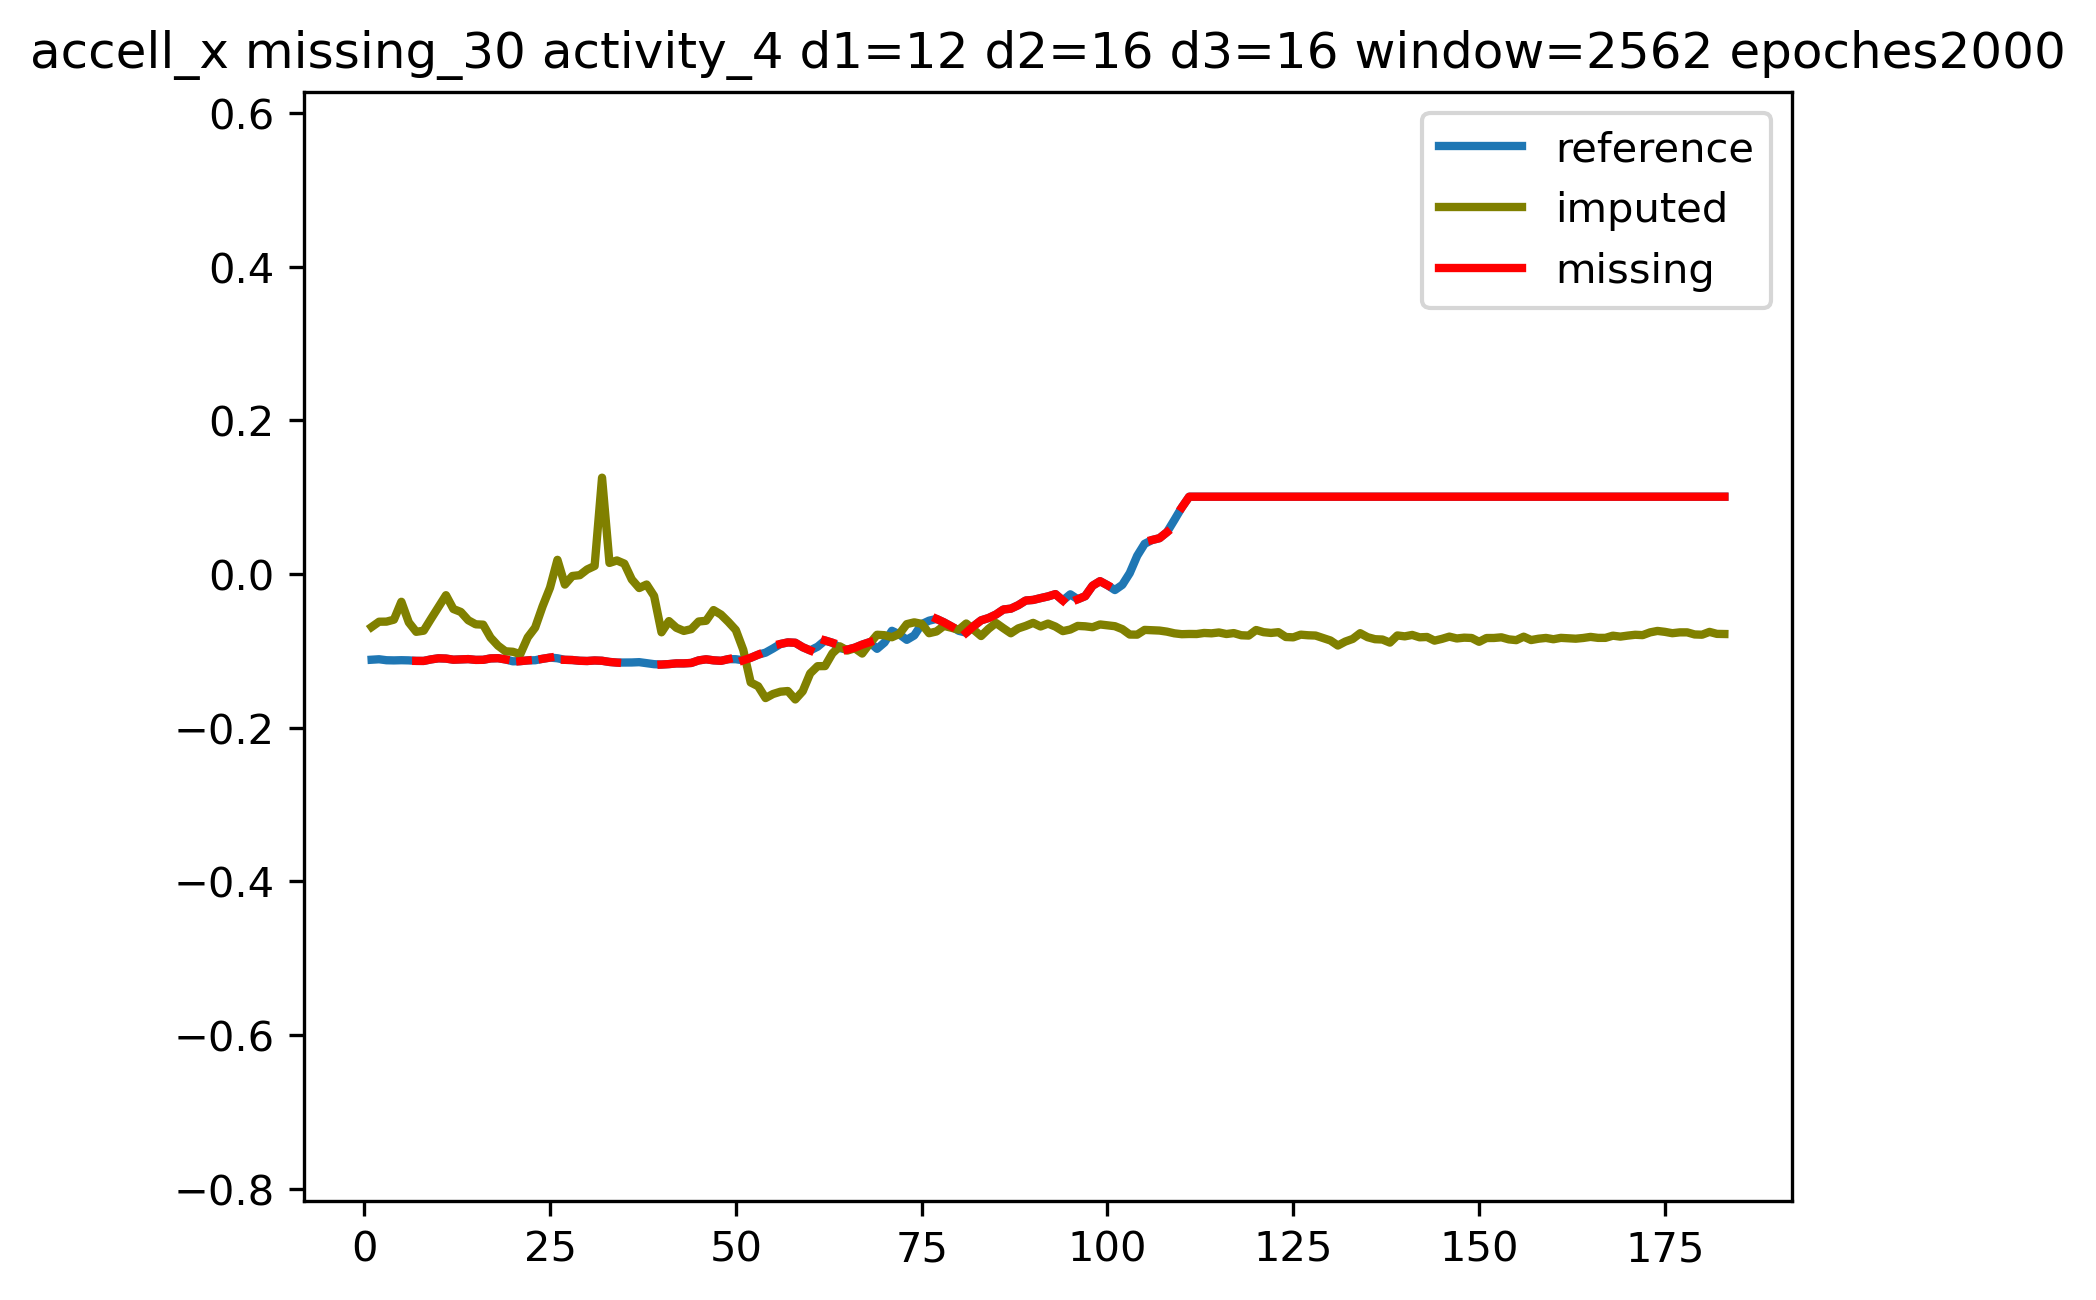 accell_x missing_30 activity_4 d1=12 d2=16 d3=16 window=2562 epoches2000
0.6
0.4
0.2
0.0
−0.2
−0.4
−0.6
−0.8
reference
imputed
missing
0 25 50 75 100 125 150 175